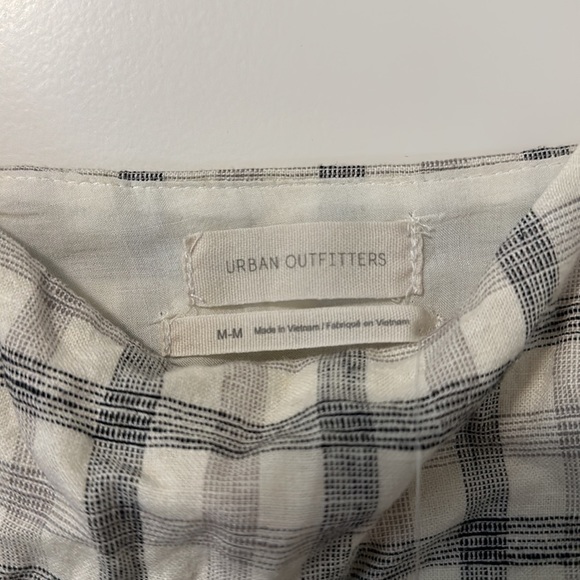 URBAN OUTFITTERS
M-M Made in Vietnam / Fabriqué en Vietnam